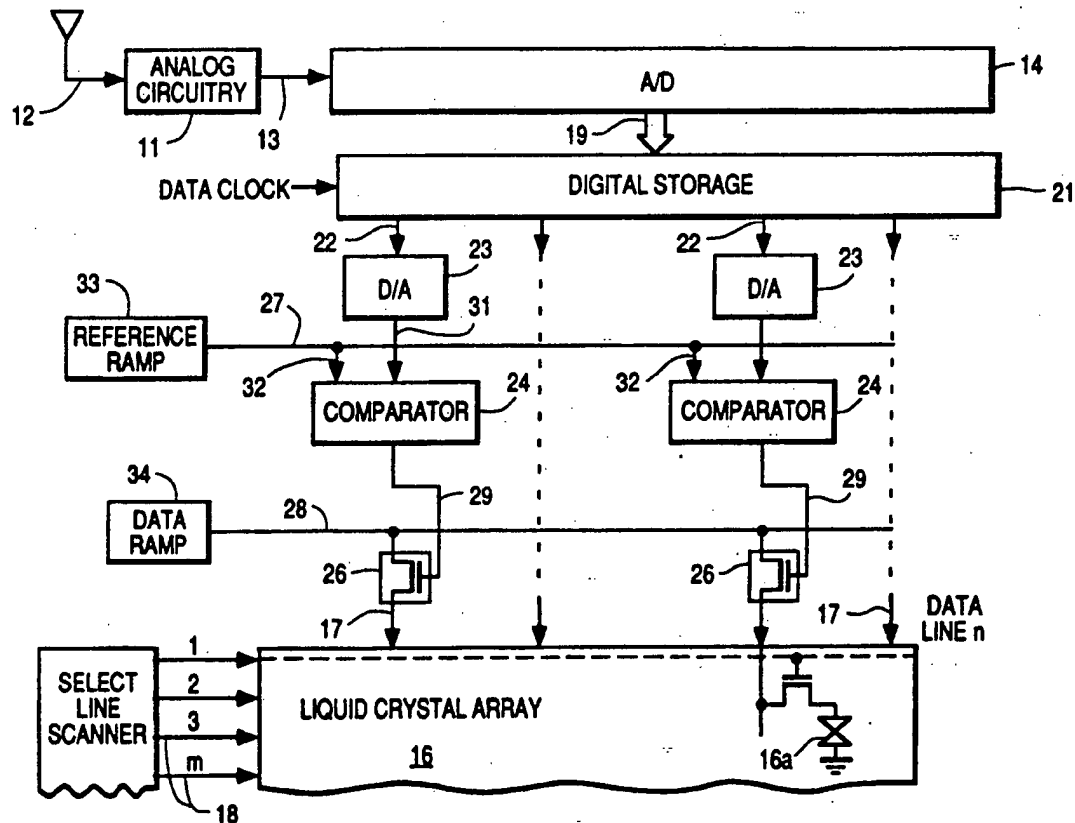 ANALOG
CIRCUITRY
A/D
14
12
11
13
19
DATA CLOCK
DIGITAL STORAGE
21
22
22
23
23
D/A
D/A
33
27
31
REFERENCE
RAMP
32
32
COMPARATOR
24
COMPARATOR
24
34
29
29
DATA
RAMP
28
26
26
17
17
DATA
LINE n
SELECT
LINE
SCANNER
1
2
3
m
LIQUID CRYSTAL ARRAY
16
16a
18